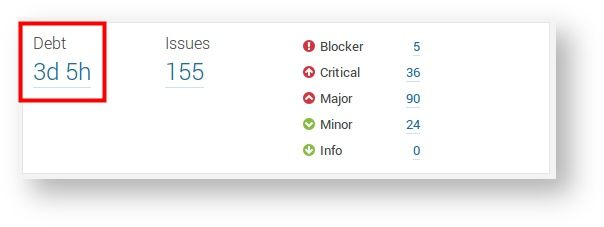 Debt
3d 5h
Issues
155
Blocker 5
Critical 36
Major 90
Minor 24
Info 0